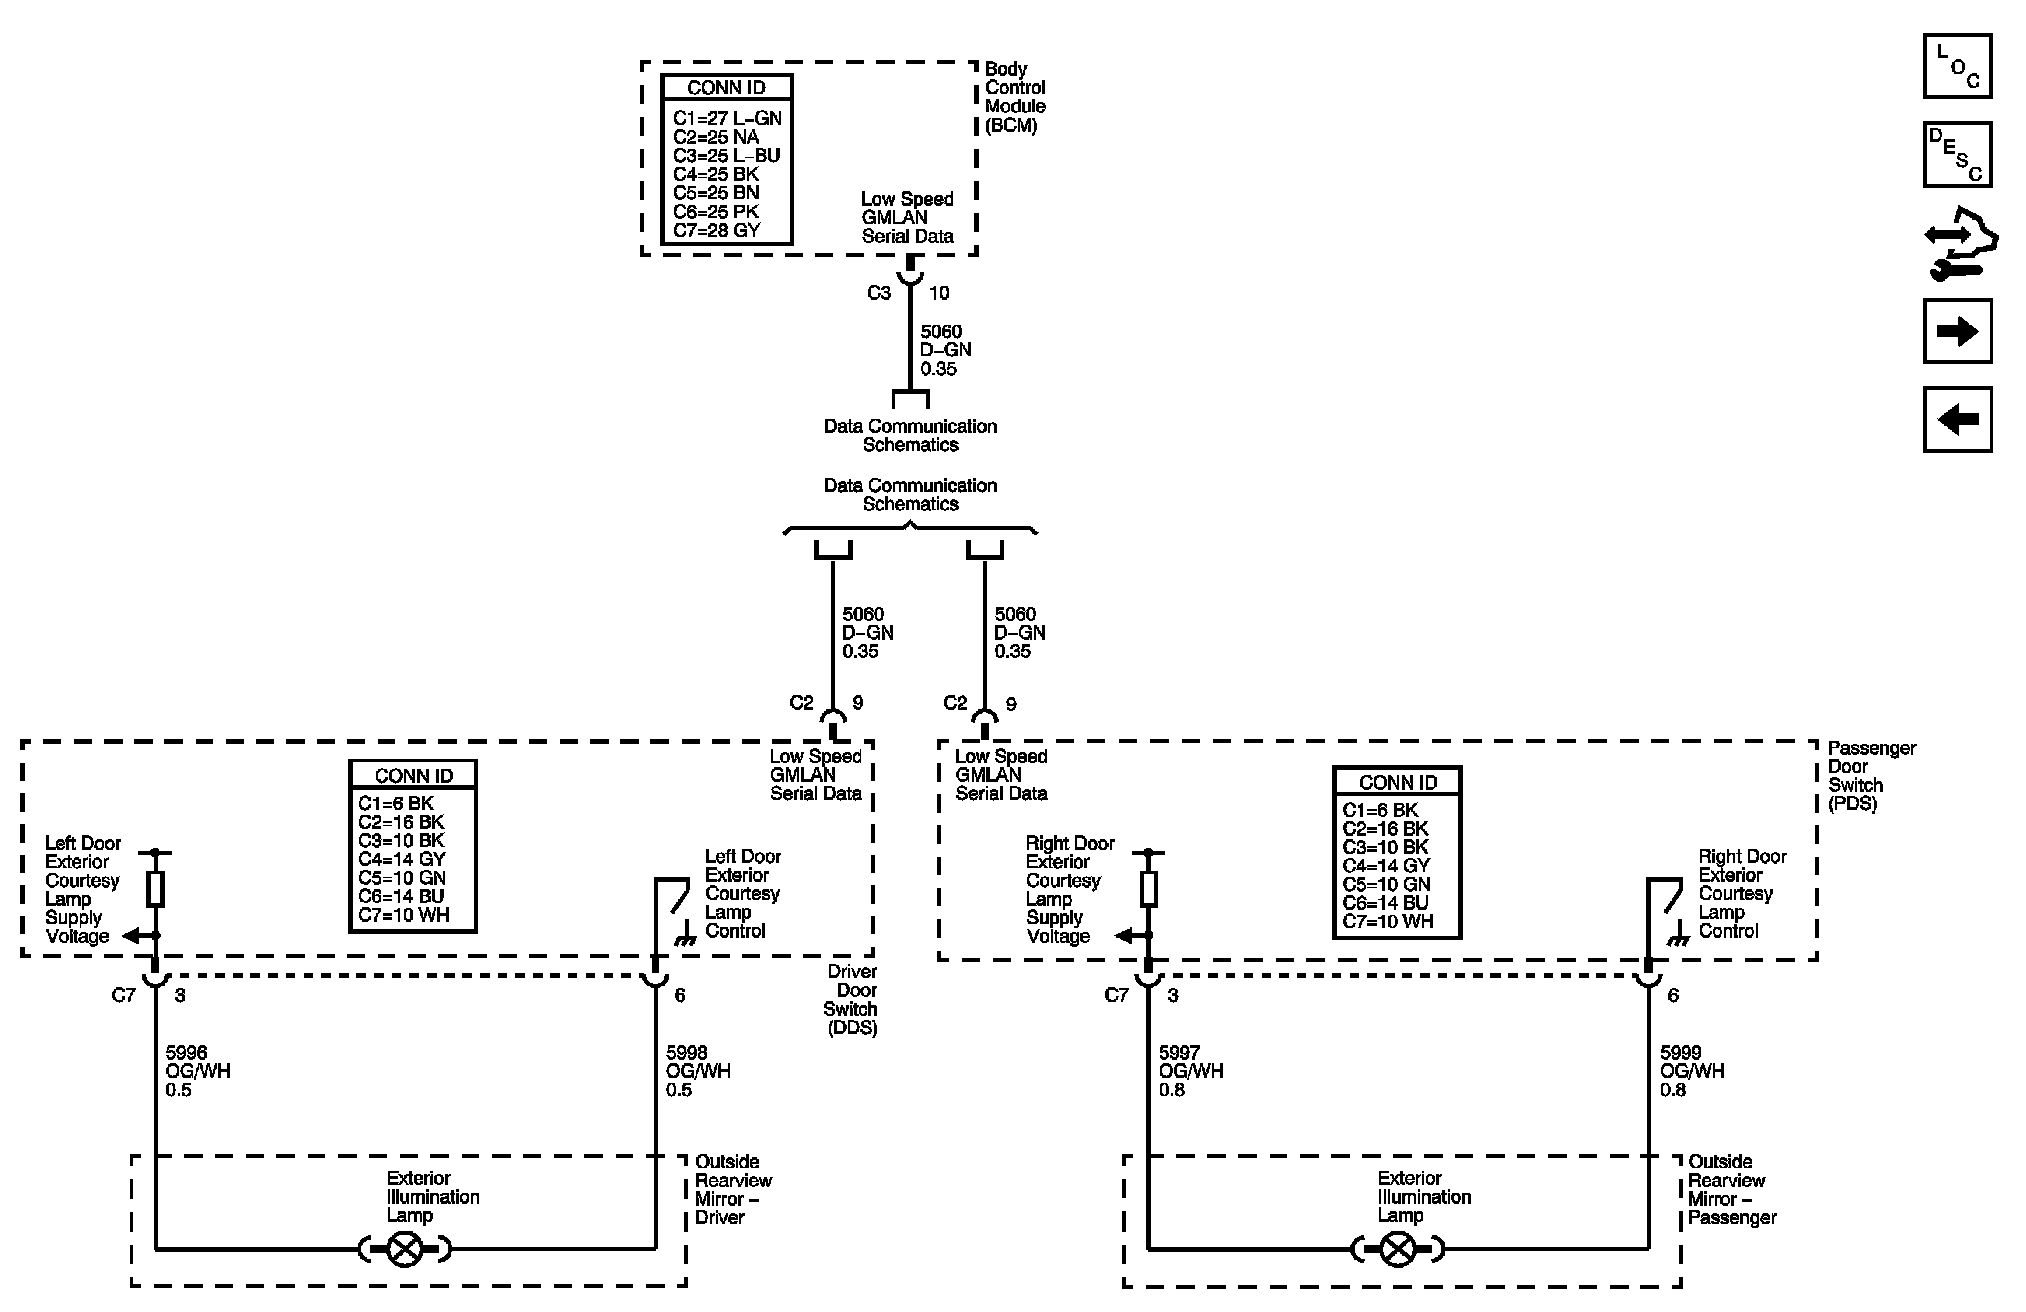 Body
Control
Module
(BCM)
CONN ID
C1=27 L-GN
C2=25 NA
C3=25 L-BU
C4=25 BK
C5=25 BN
C6=25 PK
C7=28 GY
Low Speed
GMLAN
Serial Data
C3 10
5060
D-GN
0.35
Data Communication
Schematics
Data Communication
Schematics
5060
D-GN
0.35
5060
D-GN
0.35
C2 9
C2 9
Low Speed
GMLAN
Serial Data
CONN ID
C1=6 BK
C2=16 BK
C3=10 BK
C4=14 GY
C5=10 GN
C6=14 BU
C7=10 WH
Left Door
Exterior
Courtesy
Lamp
Supply
Voltage
Left Door
Exterior
Courtesy
Lamp
Control
Driver
Door
Switch
(DDS)
C7 3
6
5996
OG/WH
0.5
5998
OG/WH
0.5
Exterior
Illumination
Lamp
Outside
Rearview
Mirror –
Driver
Low Speed
GMLAN
Serial Data
Passenger
Door
Switch
(PDS)
CONN ID
C1=6 BK
C2=16 BK
C3=10 BK
C4=14 GY
C5=10 GN
C6=14 BU
C7=10 WH
Right Door
Exterior
Courtesy
Lamp
Supply
Voltage
Right Door
Exterior
Courtesy
Lamp
Control
C7 3
6
5997
OG/WH
0.8
5999
OG/WH
0.8
Exterior
Illumination
Lamp
Outside
Rearview
Mirror –
Passenger
LOC
DESC